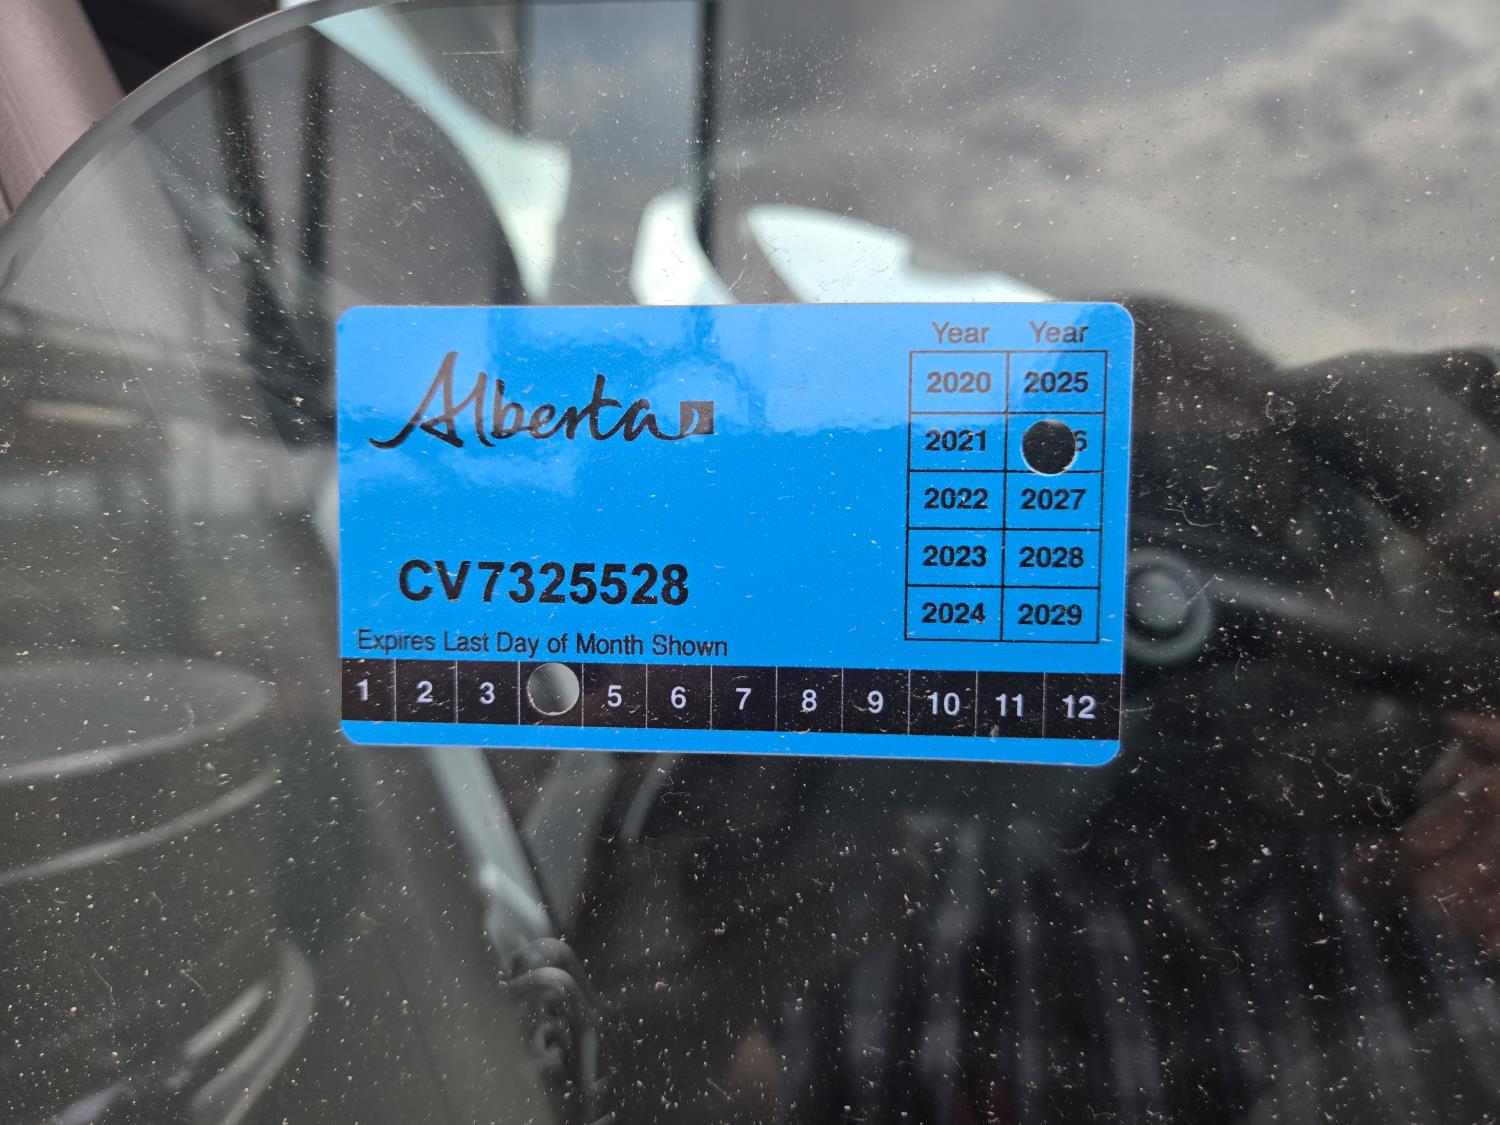 Alberta
Year Year
2020 2025
2021 6
2022 2027
2023 2028
2024 2029
CV7325528
Expires Last Day of Month Shown
1 2 3 5 6 7 8 9 10 11 12